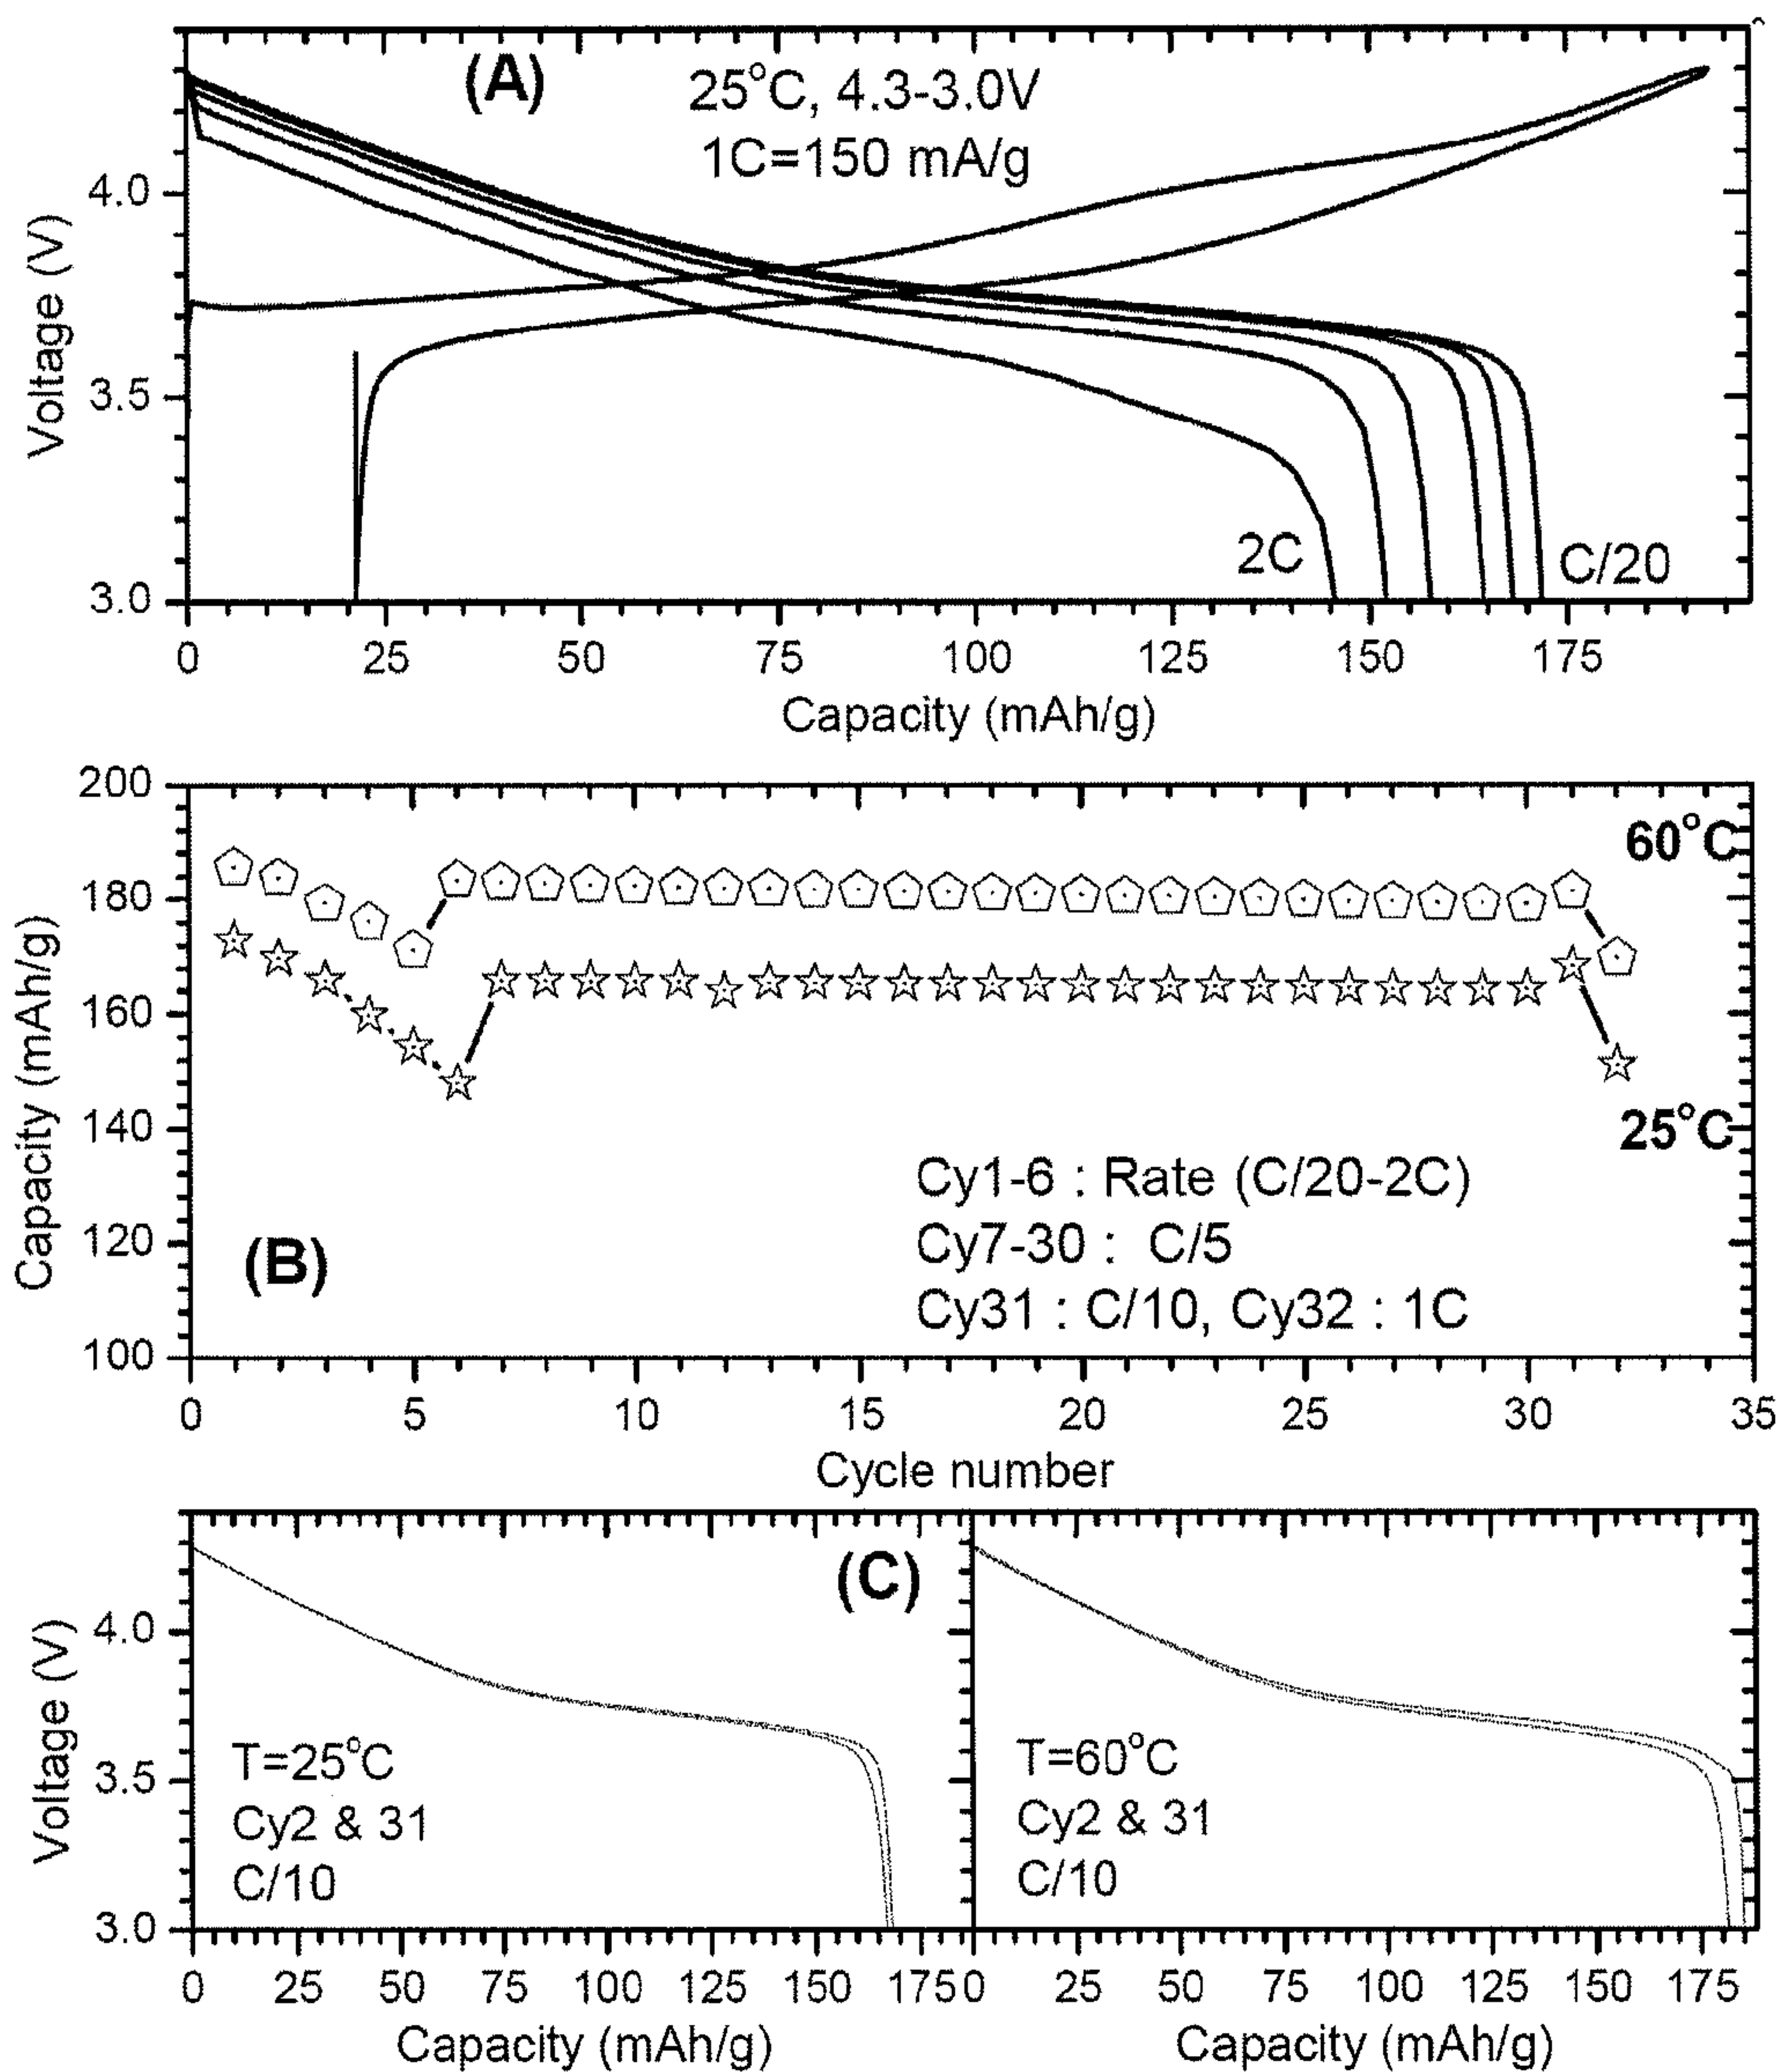 (A)
25°C, 4.3-3.0V
1C=150 mA/g
4.0
3.5
3.0
Voltage (V)
2C
C/20
0 25 50 75 100 125 150 175
Capacity (mAh/g)
200
180
160
140
120
100
Capacity (mAh/g)
60°C
25°C
Cy1-6 : Rate (C/20-2C)
Cy7-30 : C/5
Cy31 : C/10, Cy32 : 1C
(B)
0 5 10 15 20 25 30 35
Cycle number
(C)
4.0
3.5
3.0
Voltage (V)
T=25°C
Cy2 & 31
C/10
T=60°C
Cy2 & 31
C/10
0 25 50 75 100 125 150 175 0 25 50 75 100 125 150 175
Capacity (mAh/g)
Capacity (mAh/g)